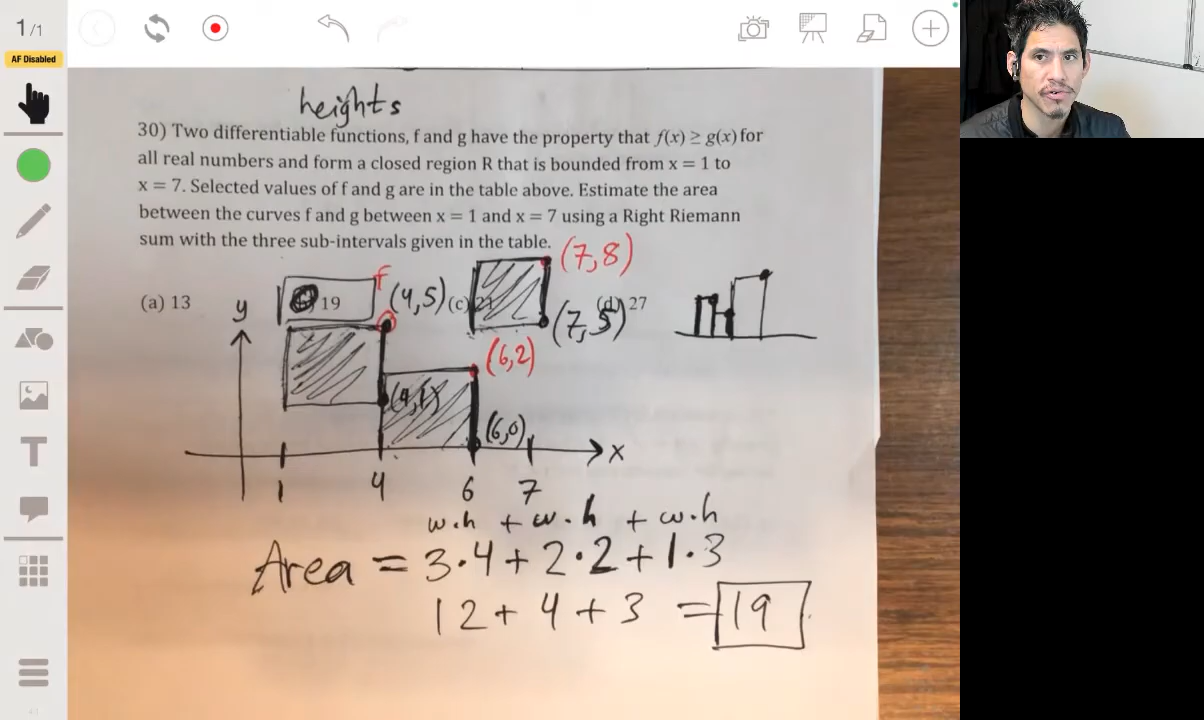 1/1
AF Disabled
heights
30) Two differentiable functions, f and g have the property that f(x) ≥ g(x) for
all real numbers and form a closed region R that is bounded from x = 1 to
x = 7. Selected values of f and g are in the table above. Estimate the area
between the curves f and g between x = 1 and x = 7 using a Right Riemann
sum with the three sub-intervals given in the table.
(7,8)
f
(a) 13
19
(4,5)
(c) 21
(7,5)
(d) 27
y
(6,2)
(4,1)
(6,0)
x
1 4 6 7
w.h + w.h + w.h
Area = 3·4 + 2·2 + 1·3
12 + 4 + 3 = 19
T